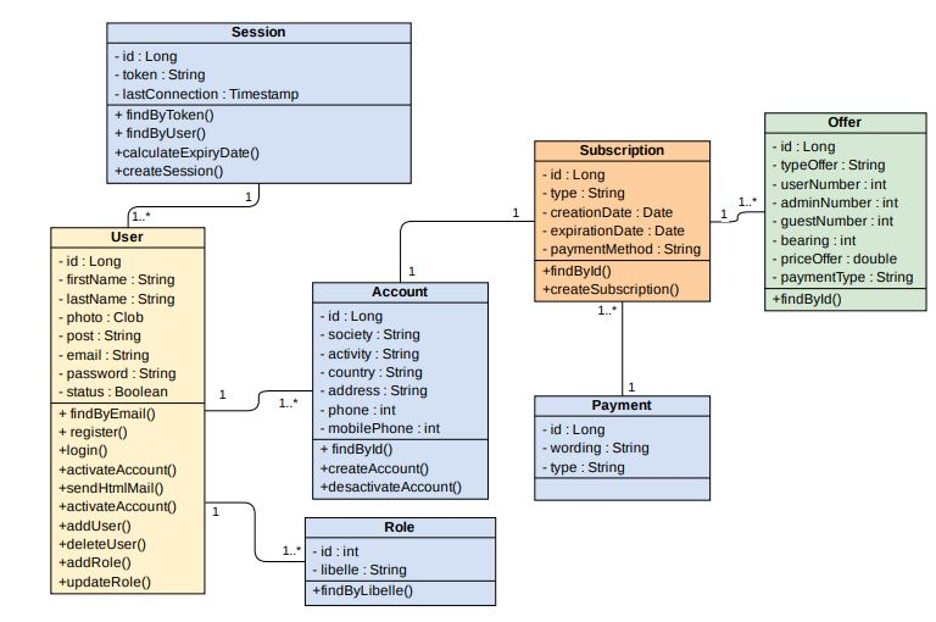 Session
- id : Long
- token : String
- lastConnection : Timestamp
+ findByToken()
+ findByUser()
+calculateExpiryDate()
+createSession()
1
1..*
User
- id : Long
- firstName : String
- lastName : String
- photo : Clob
- post : String
- email : String
- password : String
- status : Boolean
+ findByEmail()
+ register()
+login()
+activateAccount()
+sendHtmlMail()
+activateAccount()
+addUser()
+deleteUser()
+addRole()
+updateRole()
1
1..*
1
1..*
Account
- id : Long
- society : String
- activity : String
- country : String
- address : String
- phone : int
- mobilePhone : int
+ findById()
+createAccount()
+desactivateAccount()
1
1
Role
- id : int
- libelle : String
+findByLibelle()
Subscription
- id : Long
- type : String
- creationDate : Date
- expirationDate : Date
- paymentMethod : String
+findById()
+createSubscription()
1
1..*
1..*
1
Payment
- id : Long
- wording : String
- type : String
Offer
- id : Long
- typeOffer : String
- userNumber : int
- adminNumber : int
- guestNumber : int
- bearing : int
- priceOffer : double
- paymentType : String
+findById()